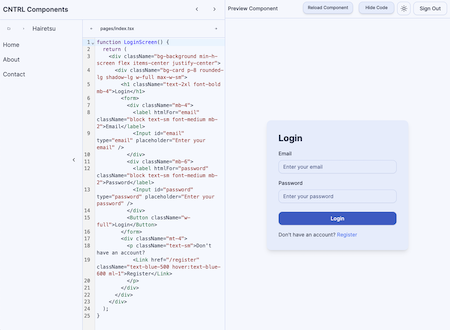 CNTRL Components
Preview Component
Reload Component
Hide Code
Sign Out
Hairetsu
pages/index.tsx
Home
About
Contact
1 function LoginScreen() {
2 return (
3 <div className="bg-background min-h-
screen flex items-center justify-center">
4 <div className="bg-card p-8 rounded-
lg shadow-lg w-full max-w-sm">
5 <h1 className="text-2xl font-bold
mb-4">Login</h1>
6 <form>
7 <div className="mb-4">
8 <label htmlFor="email"
className="block text-sm font-medium mb-
2">Email</label>
9 <Input id="email"
type="email" placeholder="Enter your
email" />
10 </div>
11 <div className="mb-6">
12 <label htmlFor="password"
className="block text-sm font-medium mb-
2">Password</label>
13 <Input id="password"
type="password" placeholder="Enter your
password" />
14 </div>
15 <Button className="w-
full">Login</Button>
16 </form>
17 <div className="mt-4">
18 <p className="text-sm">Don't
have an account?
19 <Link href="/register"
className="text-blue-500 hover:text-blue-
600 ml-1">Register</Link>
20 </p>
21 </div>
22 </div>
23 </div>
24 );
25 }
Login
Email
Enter your email
Password
Enter your password
Login
Don't have an account? Register